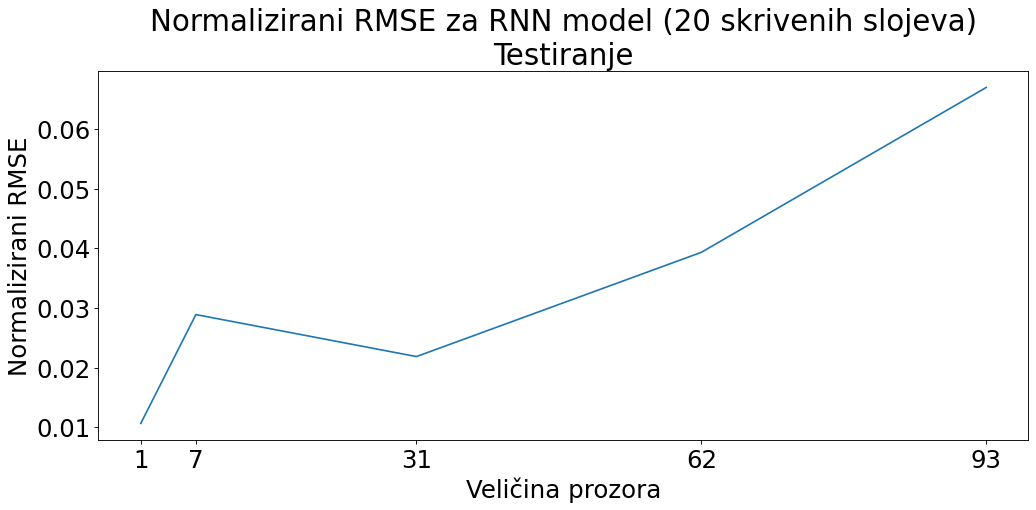 Normalizirani RMSE za RNN model (20 skrivenih slojeva)
Testiranje
Normalizirani RMSE
0.06
0.05
0.04
0.03
0.02
0.01
1 7 31 62 93
Veličina prozora